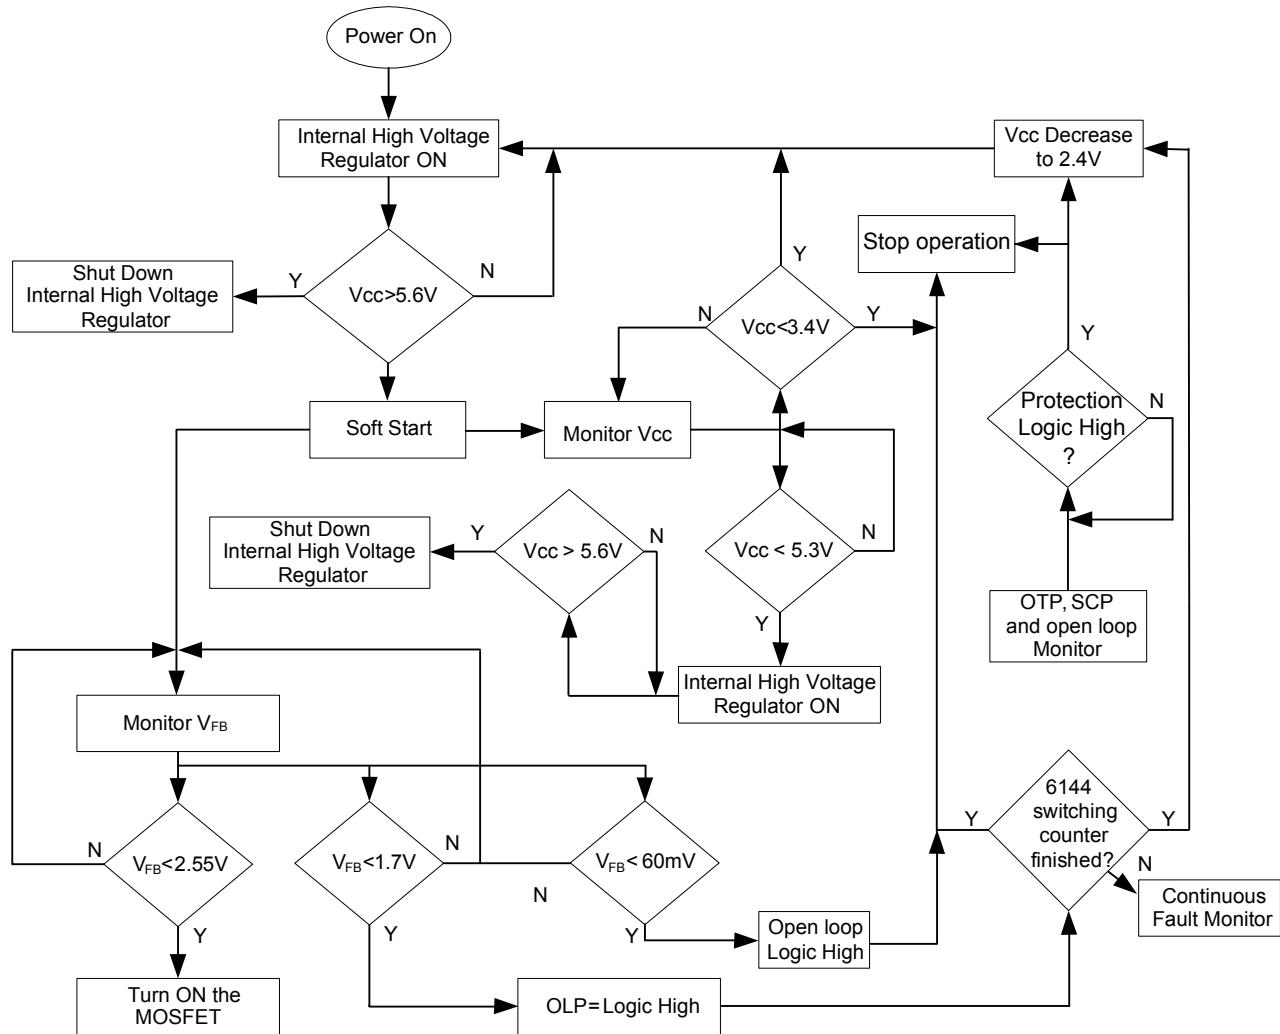 Power On
Internal High Voltage
Regulator ON
Vcc Decrease
to 2.4V
Stop operation
Y
Shut Down
Internal High Voltage
Regulator
Y
Vcc>5.6V
N
N
Vcc<3.4V
Y
Y
Protection
Logic High
?
N
Soft Start
Monitor Vcc
Shut Down
Internal High Voltage
Regulator
Y
Vcc > 5.6V
N
Vcc < 5.3V
N
Y
OTP, SCP
and open loop
Monitor
Internal High Voltage
Regulator ON
Monitor VFB
6144
switching
counter
finished?
Y
Y
N
Continuous
Fault Monitor
N
VFB<2.55V
Y
VFB<1.7V
N
Y
VFB< 60mV
N
Y
Open loop
Logic High
Turn ON the
MOSFET
OLP=Logic High